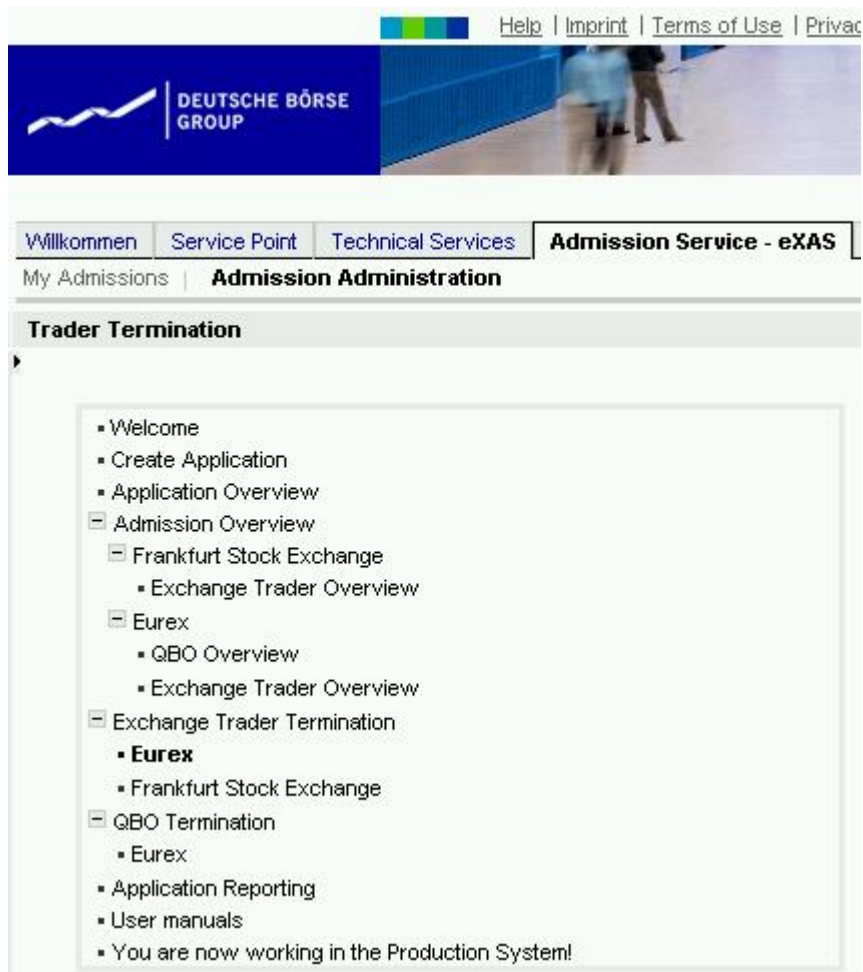 Help | Imprint | Terms of Use |
DEUTSCHE BÖRSE
GROUP
Willkommen Service Point Technical Services Admission Service - eXAS
My Admissions | Admission Administration
Trader Termination
Welcome
Create Application
Application Overview
Admission Overview
Frankfurt Stock Exchange
Exchange Trader Overview
Eurex
QBO Overview
Exchange Trader Overview
Exchange Trader Termination
Eurex
Frankfurt Stock Exchange
QBO Termination
Eurex
Application Reporting
User manuals
You are now working in the Production System!